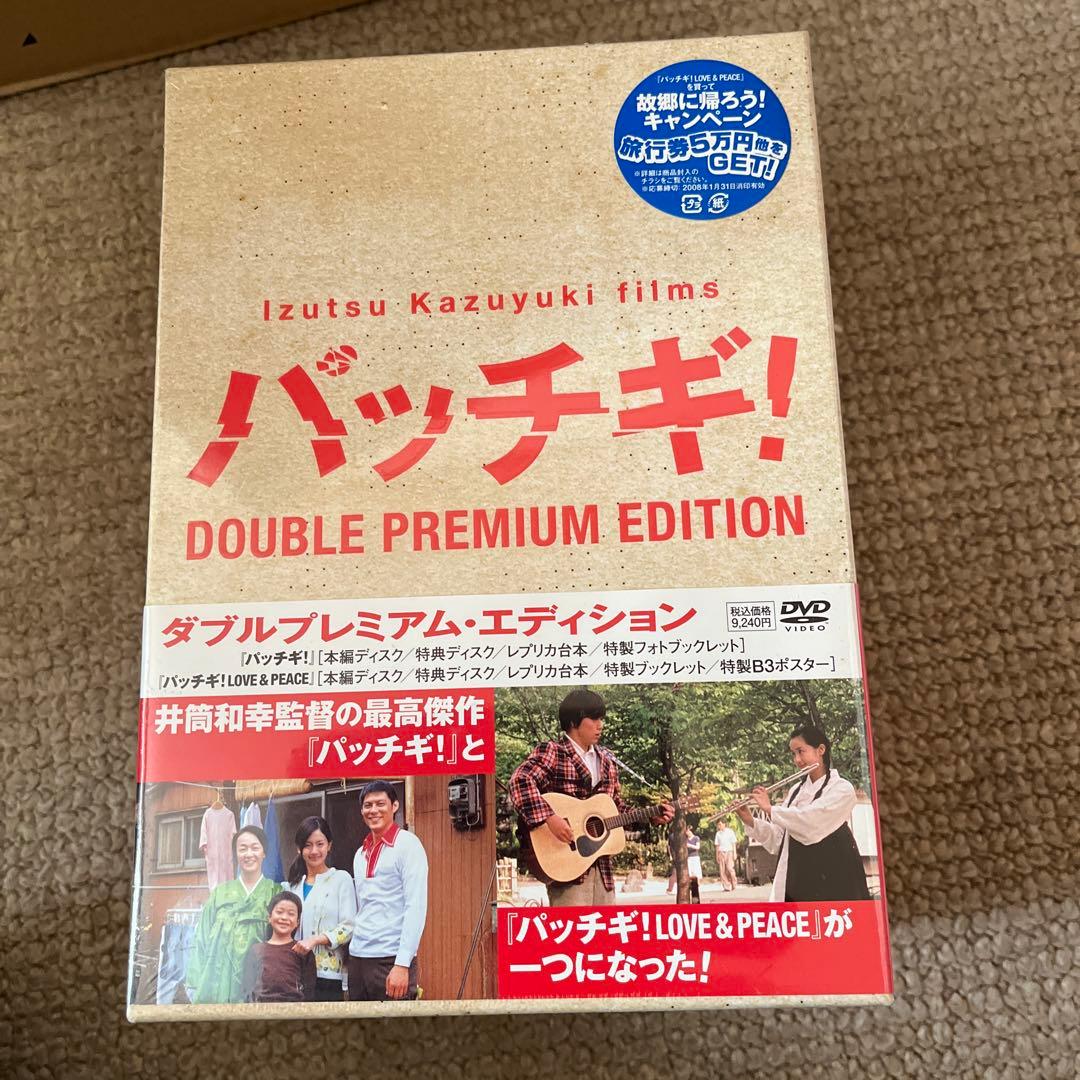 『パッチギ! LOVE & PEACE』
を買って
故郷に帰ろう!
キャンペーン
旅行券5万円他を
GET!
※詳細は商品封入の
チラシをご覧ください。
※応募締切: 2008年1月31日消印有効
プラ 紙
Izutsu Kazuyuki films
パッチギ!
DOUBLE PREMIUM EDITION
ダブルプレミアム・エディション
税込価格
9,240円
DVD
VIDEO
『パッチギ!』[本編ディスク/特典ディスク/レプリカ台本/特製フォトブックレット]
『パッチギ! LOVE & PEACE』[本編ディスク/特典ディスク/レプリカ台本/特製ブックレット/特製B3ポスター]
井筒和幸監督の最高傑作
『パッチギ!』と
『パッチギ! LOVE & PEACE』が
一つになった!